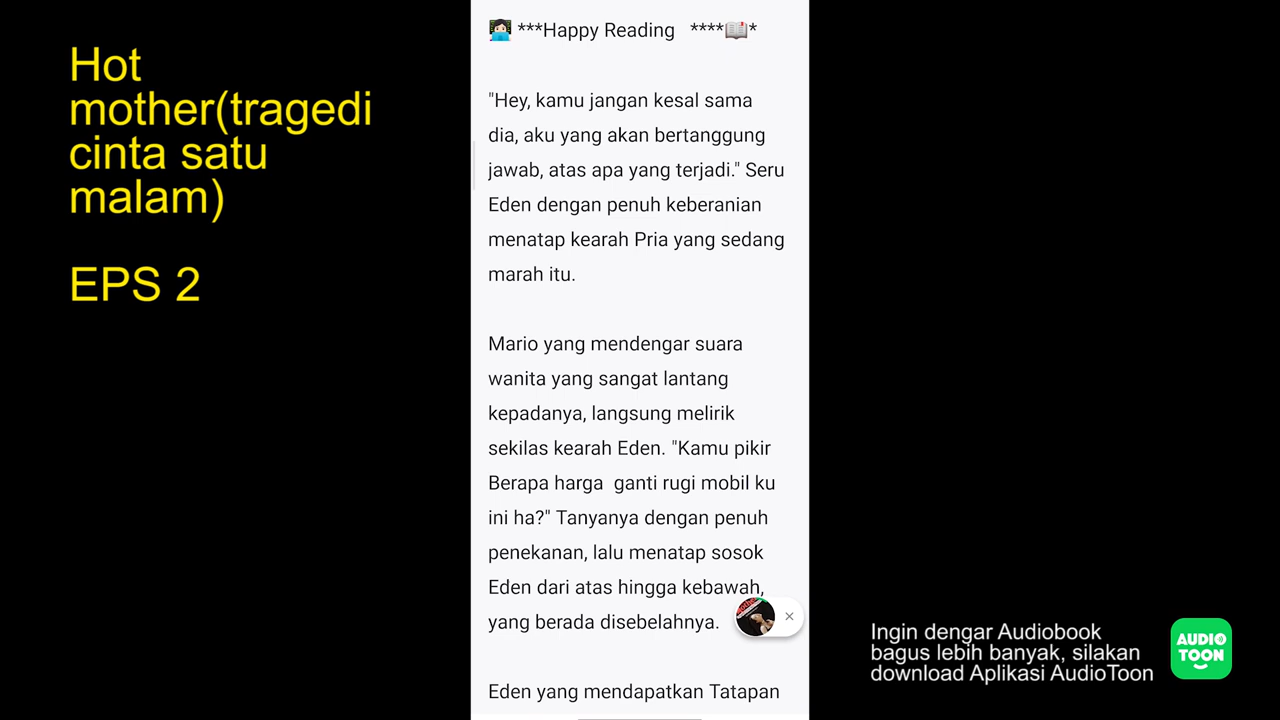 Hot
mother(tragedi
cinta satu
malam)
EPS 2
***Happy Reading ****📖*
"Hey, kamu jangan kesal sama
dia, aku yang akan bertanggung
jawab, atas apa yang terjadi." Seru
Eden dengan penuh keberanian
menatap kearah Pria yang sedang
marah itu.
Mario yang mendengar suara
wanita yang sangat lantang
kepadanya, langsung melirik
sekilas kearah Eden. "Kamu pikir
Berapa harga  ganti rugi mobil ku
ini ha?" Tanyanya dengan penuh
penekanan, lalu menatap sosok
Eden dari atas hingga kebawah,
yang berada disebelahnya.
Eden yang mendapatkan Tatapan
Ingin dengar Audiobook
bagus lebih banyak, silakan
download Aplikasi AudioToon
AUDIO
TOON